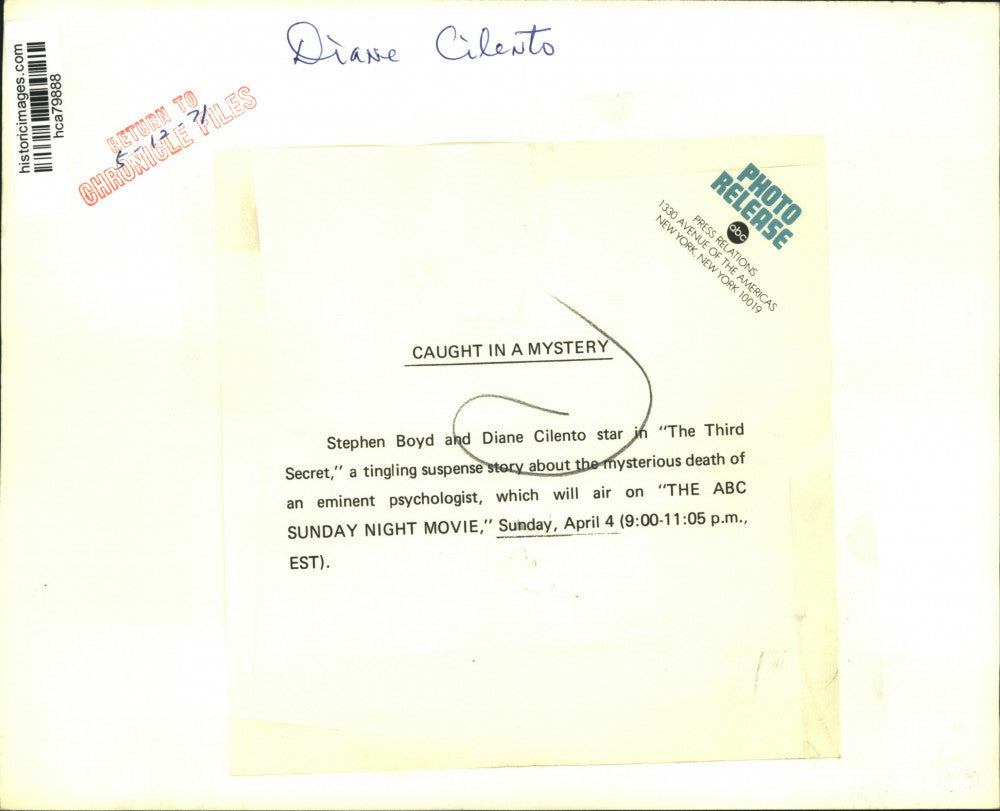 Diane Cilento
historicimages.com
hca79888
RETURN TO
5-17-71
CHRONICLE FILES
PHOTO
RELEASE
abc
PRESS RELATIONS
1330 AVENUE OF THE AMERICAS
NEW YORK, NEW YORK 10019
CAUGHT IN A MYSTERY
Stephen Boyd and Diane Cilento star in "The Third
Secret," a tingling suspense story about the mysterious death of
an eminent psychologist, which will air on "THE ABC
SUNDAY NIGHT MOVIE," Sunday, April 4 (9:00-11:05 p.m.,
EST).